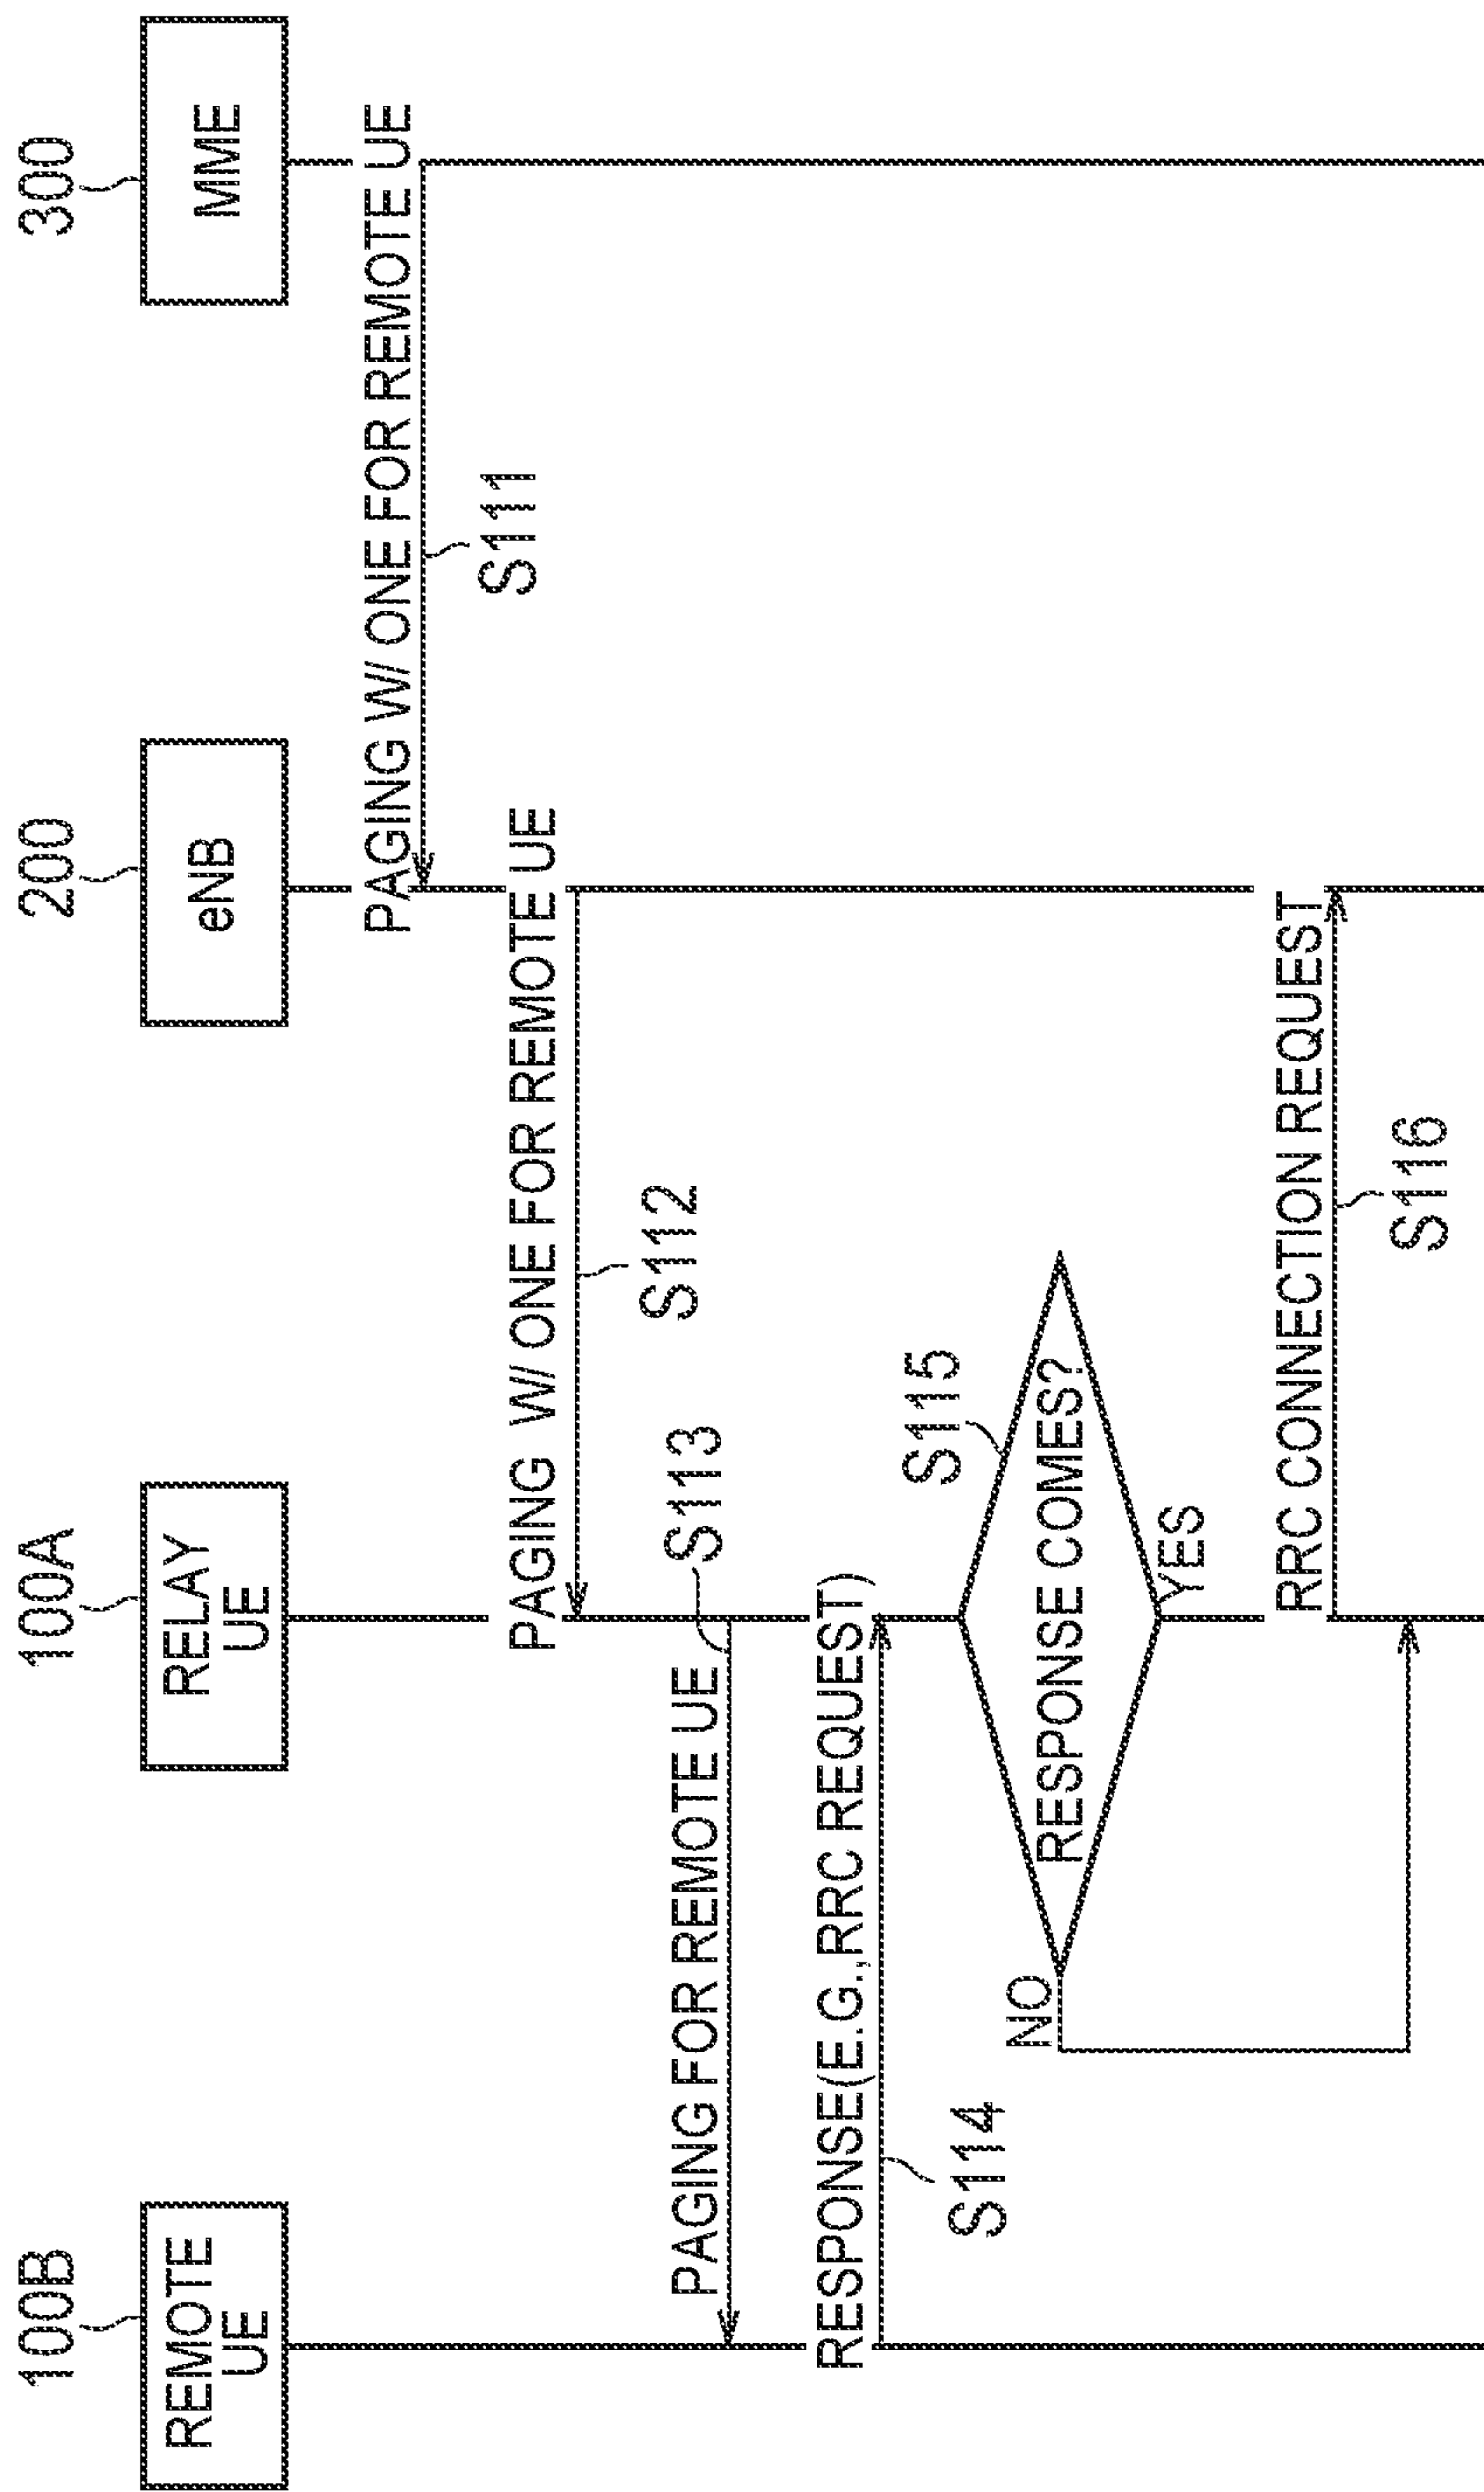 100B
100A
200
300
REMOTE
UE
RELAY
UE
eNB
MME
PAGING W/ ONE FOR REMOTE UE
S111
PAGING W/ ONE FOR REMOTE UE
S112
S113
PAGING FOR REMOTE UE
RESPONSE(E.G.,RRC REQUEST)
S114
S115
RESPONSE COMES?
NO
YES
RRC CONNECTION REQUEST
S116